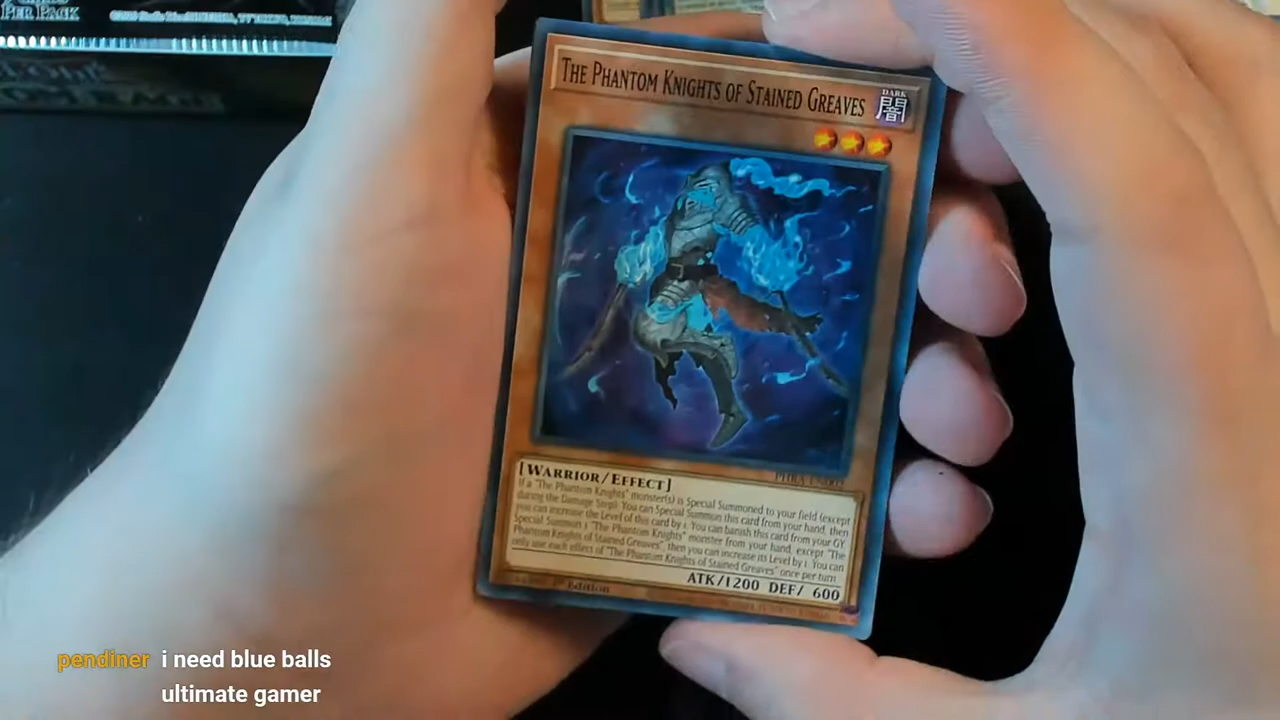 PER PACK
THE PHANTOM KNIGHTS OF STAINED GREAVES
DARK
闇
[WARRIOR/EFFECT]
If a "The Phantom Knights" monster(s) is Special Summoned to your field (except
during the Damage Step): You can Special Summon this card from your hand, then
you can increase the Level of this card by 1. You can banish this card from your GY;
Special Summon 1 "The Phantom Knights" monster from your hand, except "The
Phantom Knights of Stained Greaves", then you can increase its Level by 1. You can
only use each effect of "The Phantom Knights of Stained Greaves" once per turn.
ATK/1200 DEF/ 600
Edition
pendiner i need blue balls
ultimate gamer